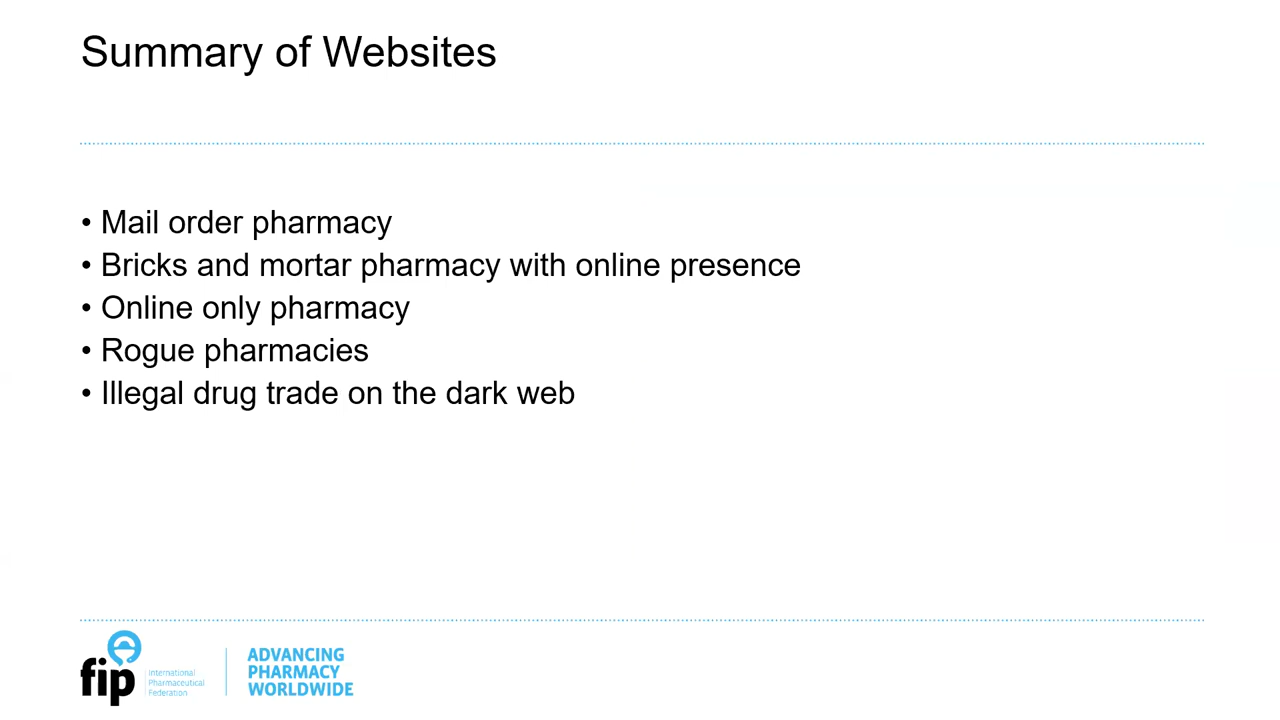 Summary of Websites
• Mail order pharmacy
• Bricks and mortar pharmacy with online presence
• Online only pharmacy
• Rogue pharmacies
• Illegal drug trade on the dark web
fip
International
Pharmaceutical
Federation
ADVANCING
PHARMACY
WORLDWIDE